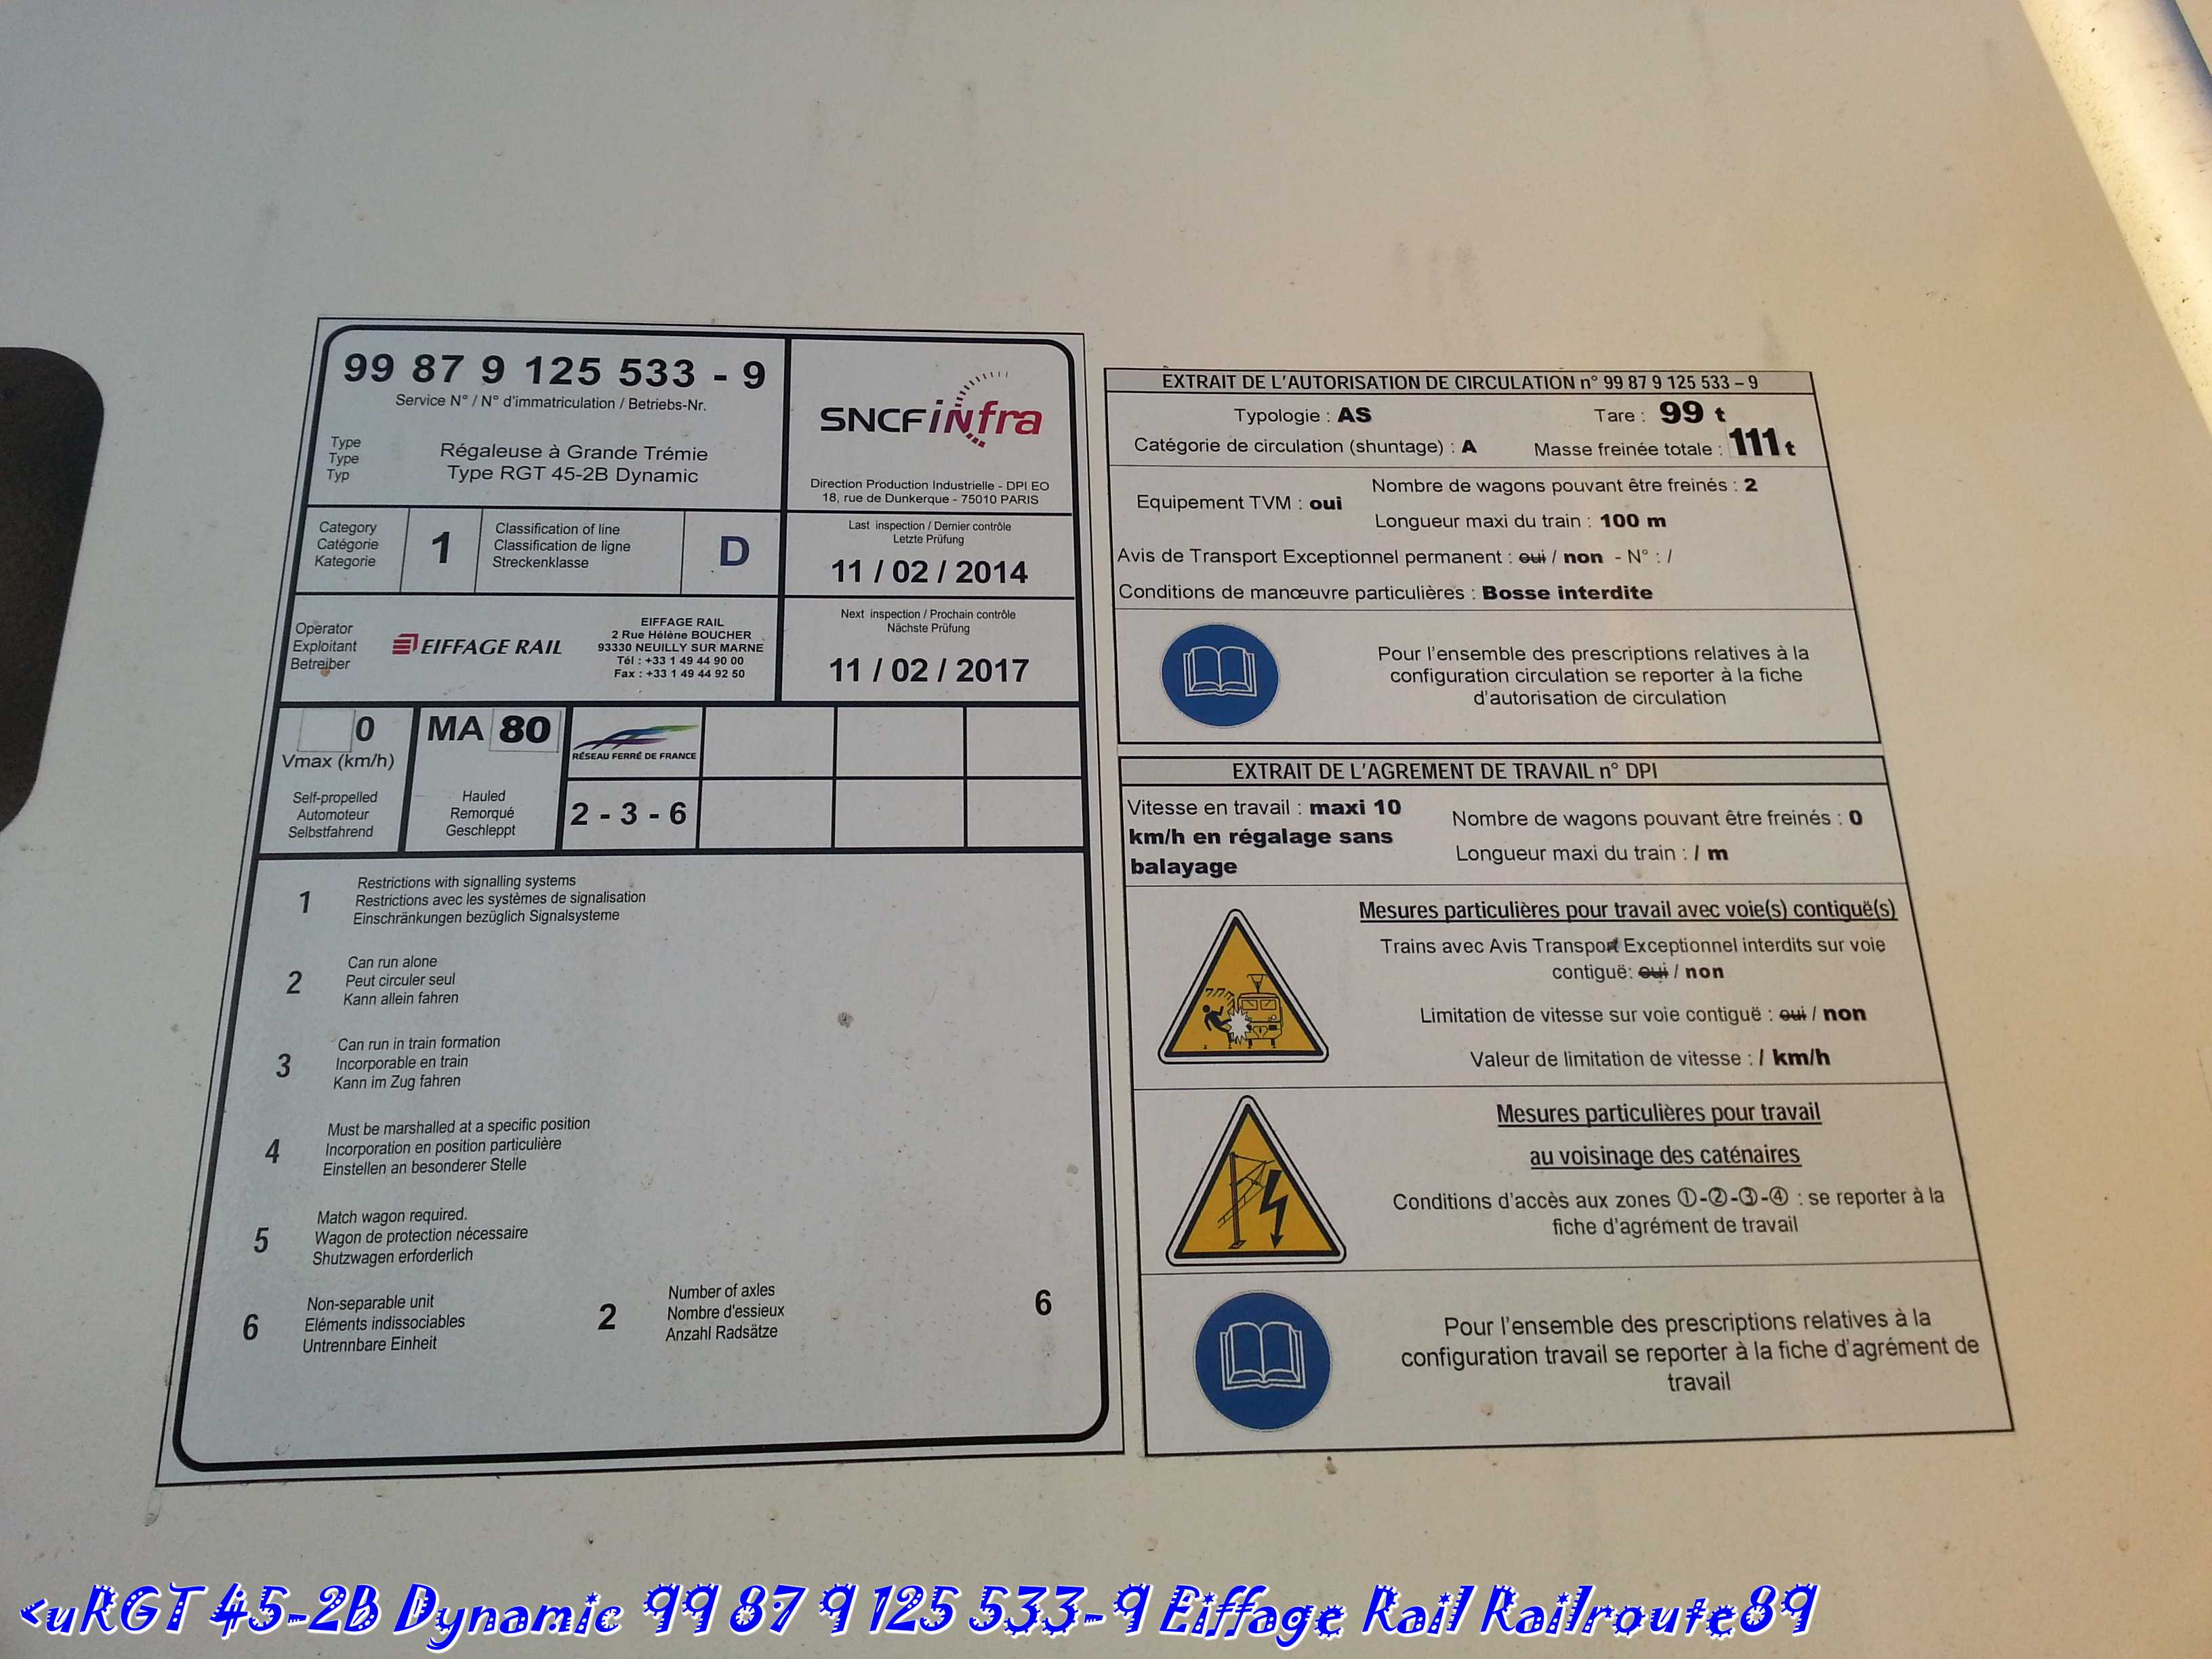 99 87 9 125 533 - 9
Service N° / N° d'immatriculation / Betriebs-Nr.
Type
Type
Typ
Régaleuse à Grande Trémie
Type RGT 45-2B Dynamic
SNCF infra
Direction Production Industrielle - DPI EO
18, rue de Dunkerque - 75010 PARIS
Category
Catégorie
Kategorie
1
Classification of line
Classification de ligne
Streckenklasse
D
Last inspection / Dernier contrôle
Letzte Prüfung
11 / 02 / 2014
Operator
Exploitant
Betreiber
EIFFAGE RAIL
EIFFAGE RAIL
2 Rue Hélène BOUCHER
93330 NEUILLY SUR MARNE
Tél : +33 1 49 44 90 00
Fax : +33 1 49 44 92 50
Next inspection / Prochain contrôle
Nächste Prüfung
11 / 02 / 2017
0
Vmax (km/h)
Self-propelled
Automoteur
Selbstfahrend
MA 80
Hauled
Remorqué
Geschleppt
RÉSEAU FERRÉ DE FRANCE
2 - 3 - 6
1
Restrictions with signalling systems
Restrictions avec les systèmes de signalisation
Einschränkungen bezüglich Signalsysteme
2
Can run alone
Peut circuler seul
Kann allein fahren
3
Can run in train formation
Incorporable en train
Kann im Zug fahren
4
Must be marshalled at a specific position
Incorporation en position particulière
Einstellen an besonderer Stelle
5
Match wagon required.
Wagon de protection nécessaire
Shutzwagen erforderlich
6
Non-separable unit
Eléments indissociables
Untrennbare Einheit
2
Number of axles
Nombre d'essieux
Anzahl Radsätze
6
EXTRAIT DE L'AUTORISATION DE CIRCULATION n° 99 87 9 125 533 – 9
Typologie : AS
Tare : 99 t
Catégorie de circulation (shuntage) : A
Masse freinée totale : 111 t
Equipement TVM : oui
Nombre de wagons pouvant être freinés : 2
Longueur maxi du train : 100 m
Avis de Transport Exceptionnel permanent : oui / non - N° : /
Conditions de manœuvre particulières : Bosse interdite
Pour l'ensemble des prescriptions relatives à la
configuration circulation se reporter à la fiche
d'autorisation de circulation
EXTRAIT DE L'AGREMENT DE TRAVAIL n° DPI
Vitesse en travail : maxi 10
km/h en régalage sans
balayage
Nombre de wagons pouvant être freinés : 0
Longueur maxi du train : / m
Mesures particulières pour travail avec voie(s) contiguë(s)
Trains avec Avis Transport Exceptionnel interdits sur voie
contiguë: oui / non
Limitation de vitesse sur voie contiguë : oui / non
Valeur de limitation de vitesse : / km/h
Mesures particulières pour travail
au voisinage des caténaires
Conditions d'accès aux zones ①-②-③-④ : se reporter à la
fiche d'agrément de travail
Pour l'ensemble des prescriptions relatives à la
configuration travail se reporter à la fiche d'agrément de
travail
<uRGT 45-2B Dynamic 99 87 9 125 533-9 Eiffage Rail Railroute89